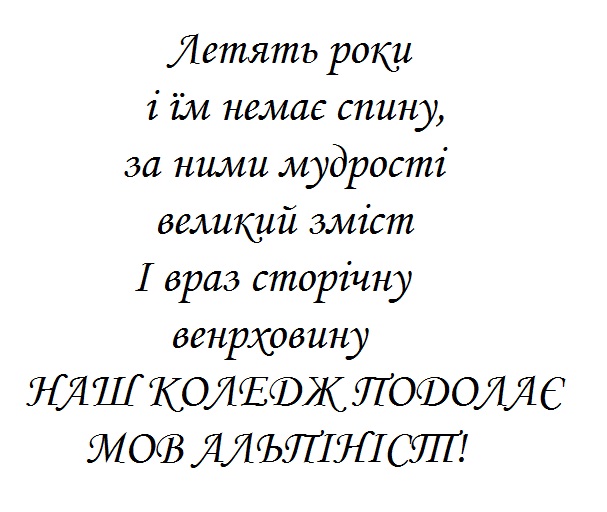 Летять роки
і їм немає спину,
за ними мудрості
великий зміст
І враз сторічну
венрховину
НАШ КОЛЕДЖ ПОДОЛАЄ
МОВ АЛЬПІНІСТ!